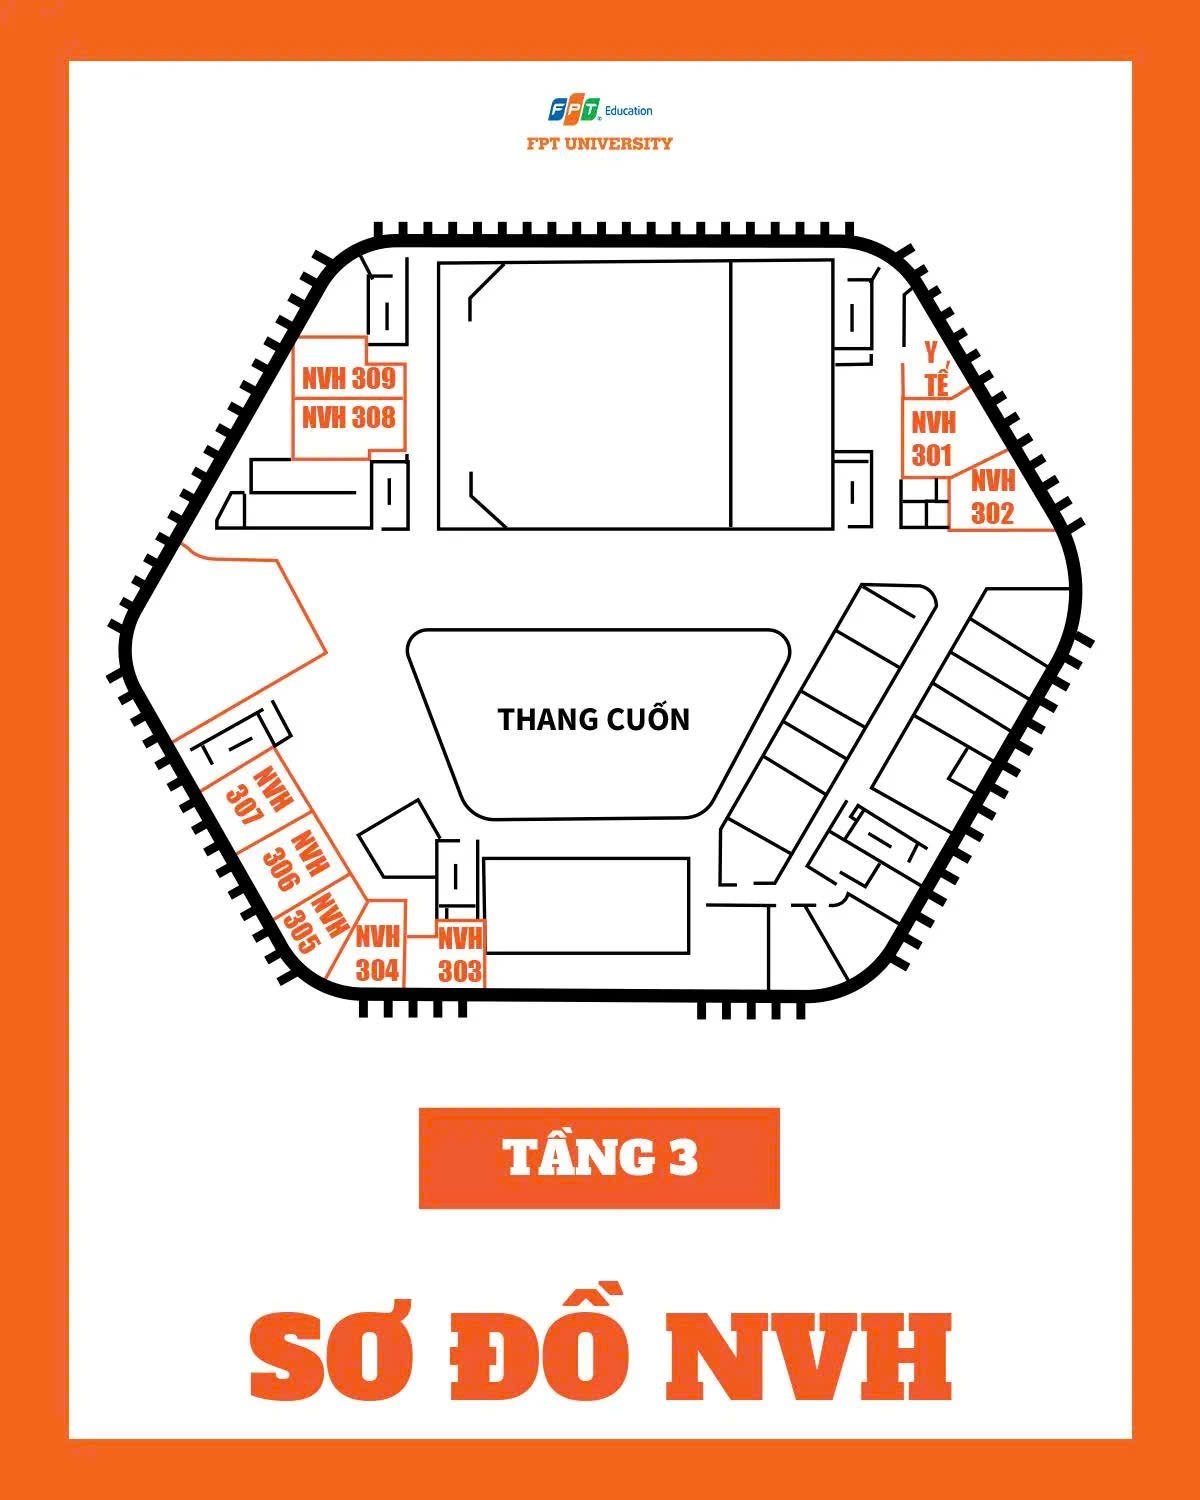 FPT Education
FPT UNIVERSITY
NVH 309
NVH 308
Y
TẾ
NVH
301
NVH
302
THANG CUỐN
NVH
307
NVH
306
NVH
305
NVH
304
NVH
303
TẦNG 3
SƠ ĐỒ NVH